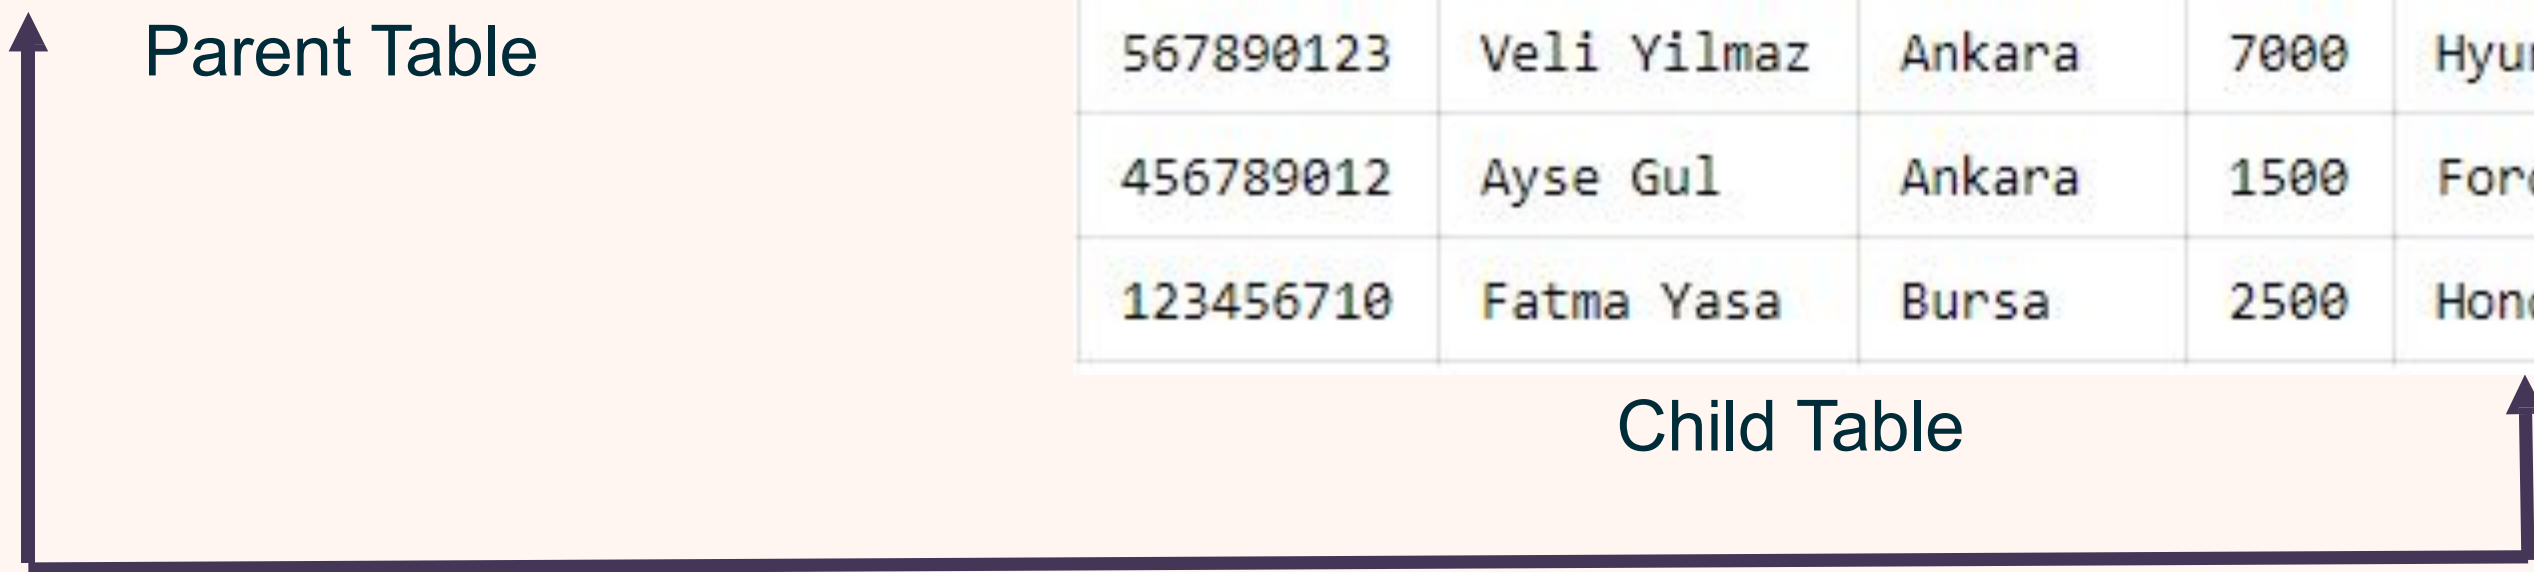 Parent Table
567890123 Veli Yilmaz Ankara 7000
456789012 Ayse Gul Ankara 1500
123456710 Fatma Yasa Bursa 2500
Child Table